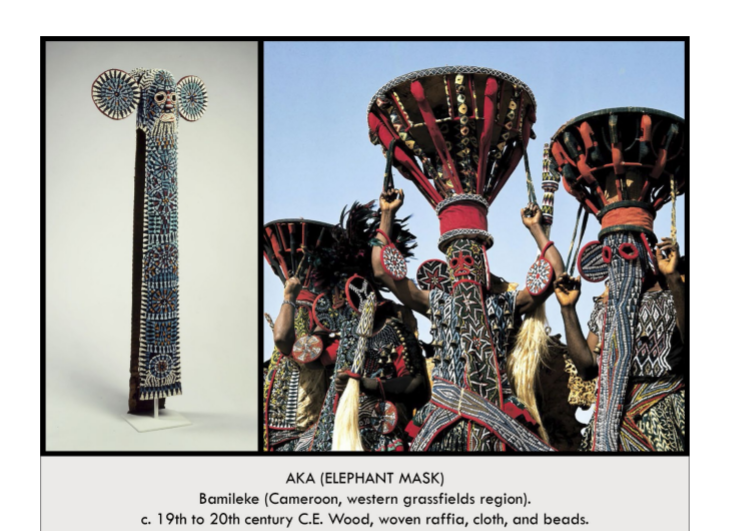 AKA (ELEPHANT MASK)
Bamileke (Cameroon, western grassfields region).
c. 19th to 20th century C.E. Wood, woven raffia, cloth, and beads.